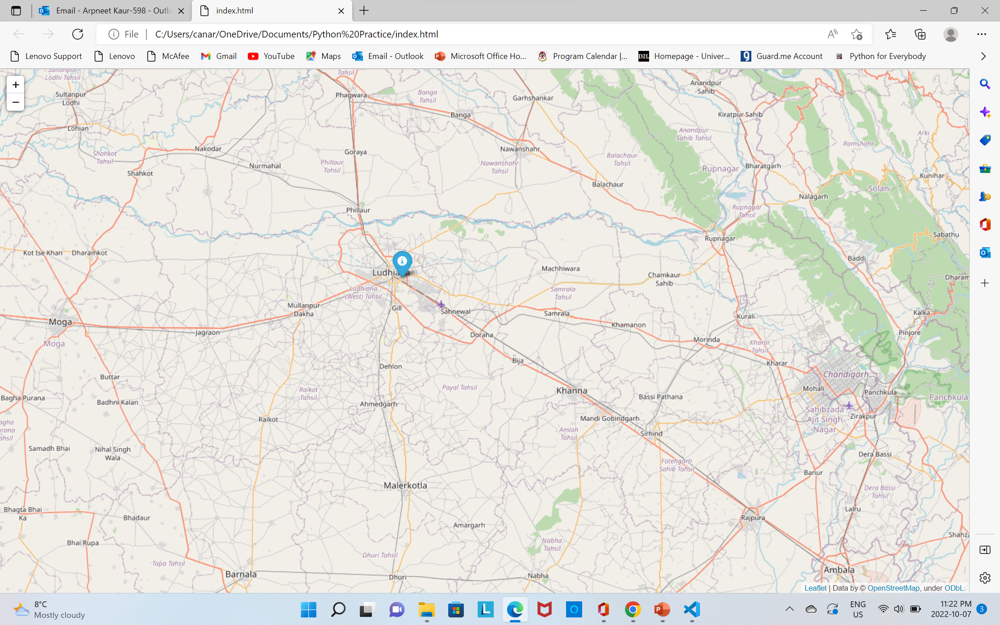 Email - Arpneet Kaur-598 - Outlo
index.html
File
C:/Users/canar/OneDrive/Documents/Python%20Practice/index.html
Lenovo Support
Lenovo
McAfee
Gmail
YouTube
Maps
Email - Outlook
Microsoft Office Ho...
Program Calendar |...
D2L
Homepage - Univer...
Guard.me Account
Python for Everybody
+
−
Sultanpur
Lodhi Tahsil
Sultanpur
Lodhi
Tahsil
Phagwara
Banga
Tahsil
Garhshankar
Anandpur
Sahib
Banga
Kiratpur Sahib
Lohian
Anandpur
Sahib Tahsil
Arki
Nakodar
Shahkot
Tahsil
Goraya
Nawanshahr
Ramshahr
Nurmahal
Phillaur
Tahsil
Nawanshahr
Tahsil
Balachaur
Tahsil
Rupnagar
Bharatgarh
Shahkot
Kunihar
Balachaur
Solan
Nalagarh
Phillaur
Rupnagar
Tahsil
Sabathu
Rupnagar
Kot Ise Khan
Dharamkot
Baddi
Machhiwara
Chamkaur
Sahib
Dharam
Ludhiana
Ludhiana
(West) Tahsil
Samrala
Tahsil
Mullanpur
Dakha
Gill
Sahnewal
Samrala
Kurali
Kalka
Moga
Khamanon
Jagraon
Doraha
Morinda
Pinjore
Moga
Kharar
Tahsil
Bija
Kharar
Dehlon
Chandigarh
Buttar
Payal Tahsil
Khanna
Mohali
Panchkula
Bagha Purana
Raikot
Tahsil
Bassi Pathana
Panchkula
Badhni Kalan
Ahmedgarh
Sahibzada
Ajit Singh
Nagar
Zirakpur
Raikot
Mandi Gobindgarh
agha
urana
ahsil
Amloh
Tahsil
Sirhind
Samadh Bhai
Nihal Singh
Wala
Dera Bassi
Fatehgarh
Sahib Tahsil
Banur
Malerkotla
Dera Bassi
Tahsil
Bhagta Bhai
Ka
Bhadaur
Lalru
Rajpura
Amargarh
Shahza
Bhai Rupa
Nabha
Tahsil
Dhuri Tahsil
Tapa Tahsil
Barnala
Dhuri
Nabha
Ambala
Leaflet | Data by © OpenStreetMap, under ODbL.
8°C
Mostly cloudy
L
ENG
US
11:22 PM
2022-10-07
3